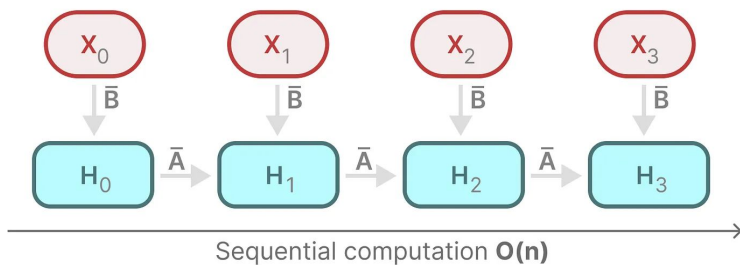 X₀ X₁ X₂ X₃
B̅ B̅ B̅ B̅
A̅ A̅ A̅
H₀ H₁ H₂ H₃
Sequential computation O(n)